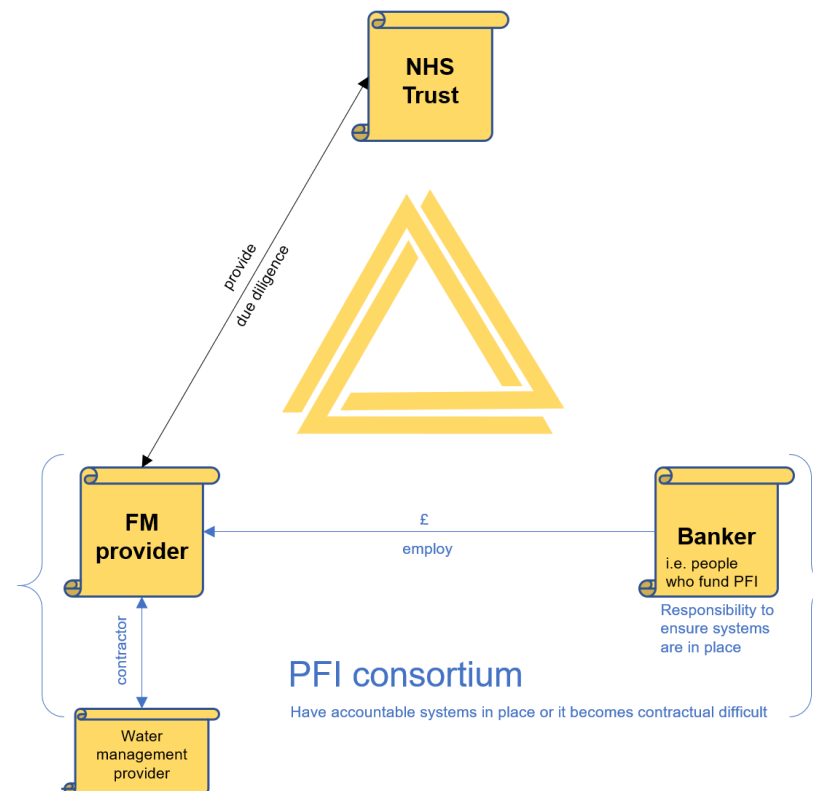 NHS
Trust
provide
due diligence
FM
provider
£
employ
Banker
i.e. people
who fund PFI
Responsibility to
ensure systems
are in place
contractor
PFI consortium
Have accountable systems in place or it becomes contractual difficult
Water
management
provider